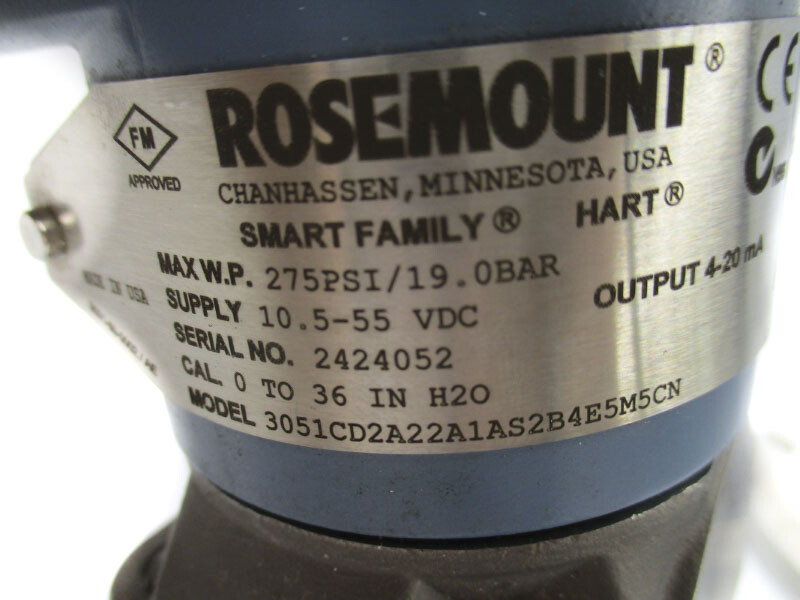 ROSEMOUNT®
CE
FM
APPROVED
CHANHASSEN, MINNESOTA, USA
SMART FAMILY® HART®
MAX W.P. 275PSI/19.0BAR
OUTPUT 4-20 mA
MADE IN USA
SUPPLY 10.5-55 VDC
SERIAL NO. 2424052
CAL. 0 TO 36 IN H2O
MODEL 3051CD2A22A1AS2B4E5M5CN